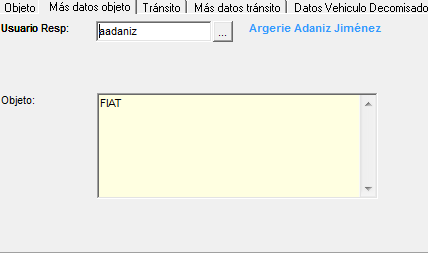 Objeto Más datos objeto Tránsito Más datos tránsito Datos Vehiculo Decomisado
Usuario Resp: aadaniz ... Argerie Adaniz Jiménez
Objeto:
FIAT